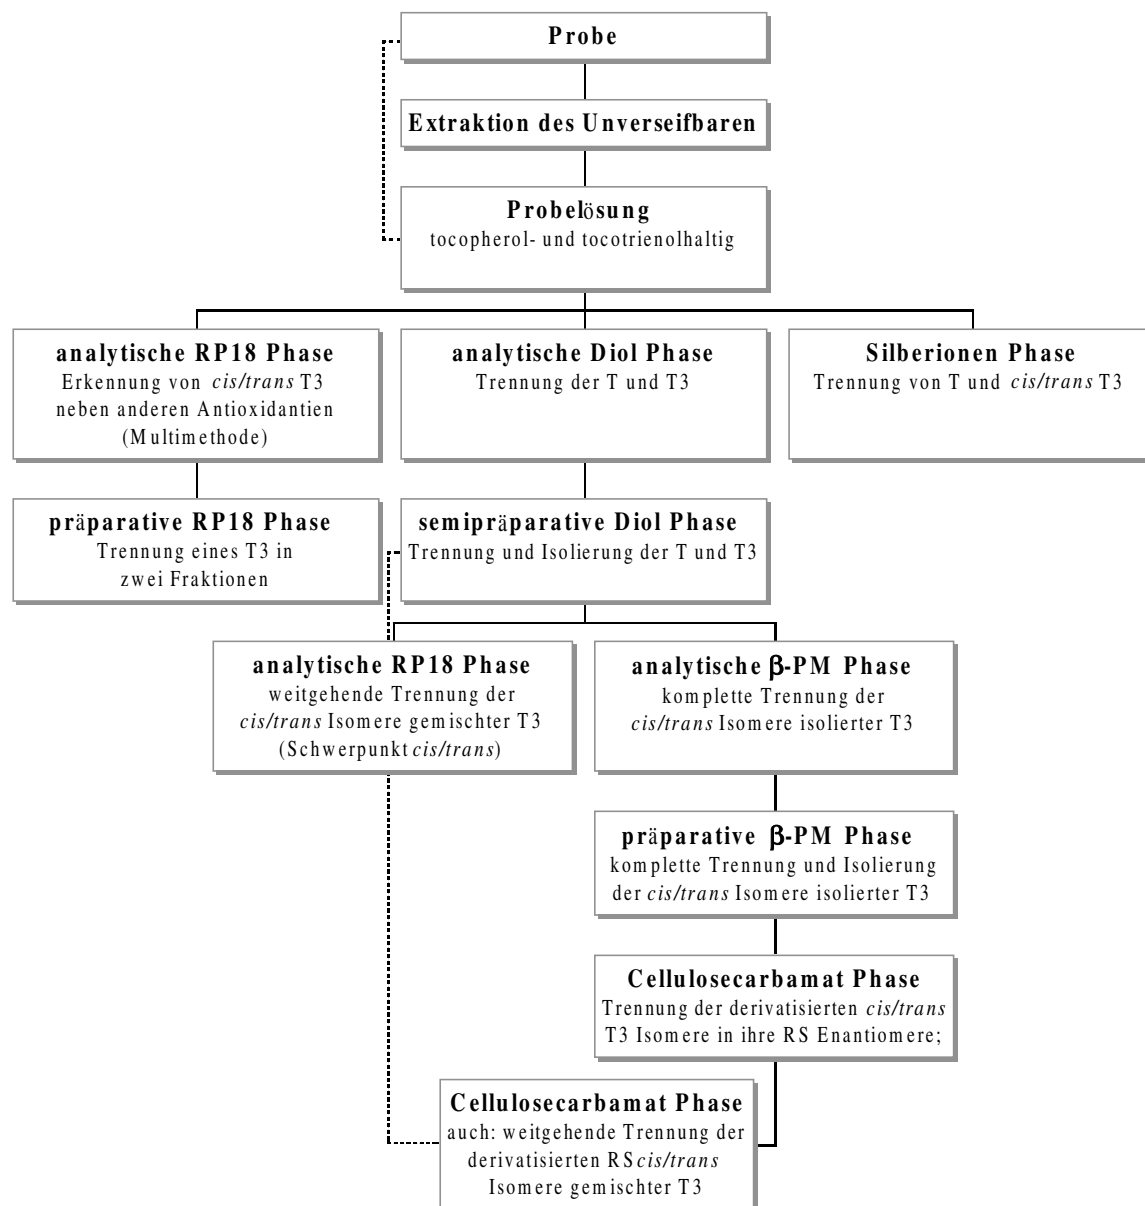 Probe
Extraktion des Unverseifbaren
Probelösung
tocopherol- und tocotrienolhaltig
analytische RP18 Phase
Erkennung von cis/trans T3
neben anderen Antioxidantien
(Multimethode)
analytische Diol Phase
Trennung der T und T3
Silberionen Phase
Trennung von T und cis/trans T3
präparative RP18 Phase
Trennung eines T3 in
zwei Fraktionen
semipräparative Diol Phase
Trennung und Isolierung der T und T3
analytische RP18 Phase
weitgehende Trennung der
cis/trans Isomere gemischter T3
(Schwerpunkt cis/trans)
analytische β-PM Phase
komplette Trennung der
cis/trans Isomere isolierter T3
präparative β-PM Phase
komplette Trennung und Isolierung
der cis/trans Isomere isolierter T3
Cellulosecarbamat Phase
Trennung der derivatisierten cis/trans
T3 Isomere in ihre RS Enantiomere;
Cellulosecarbamat Phase
auch: weitgehende Trennung der
derivatisierten RS cis/trans
Isomere gemischter T3